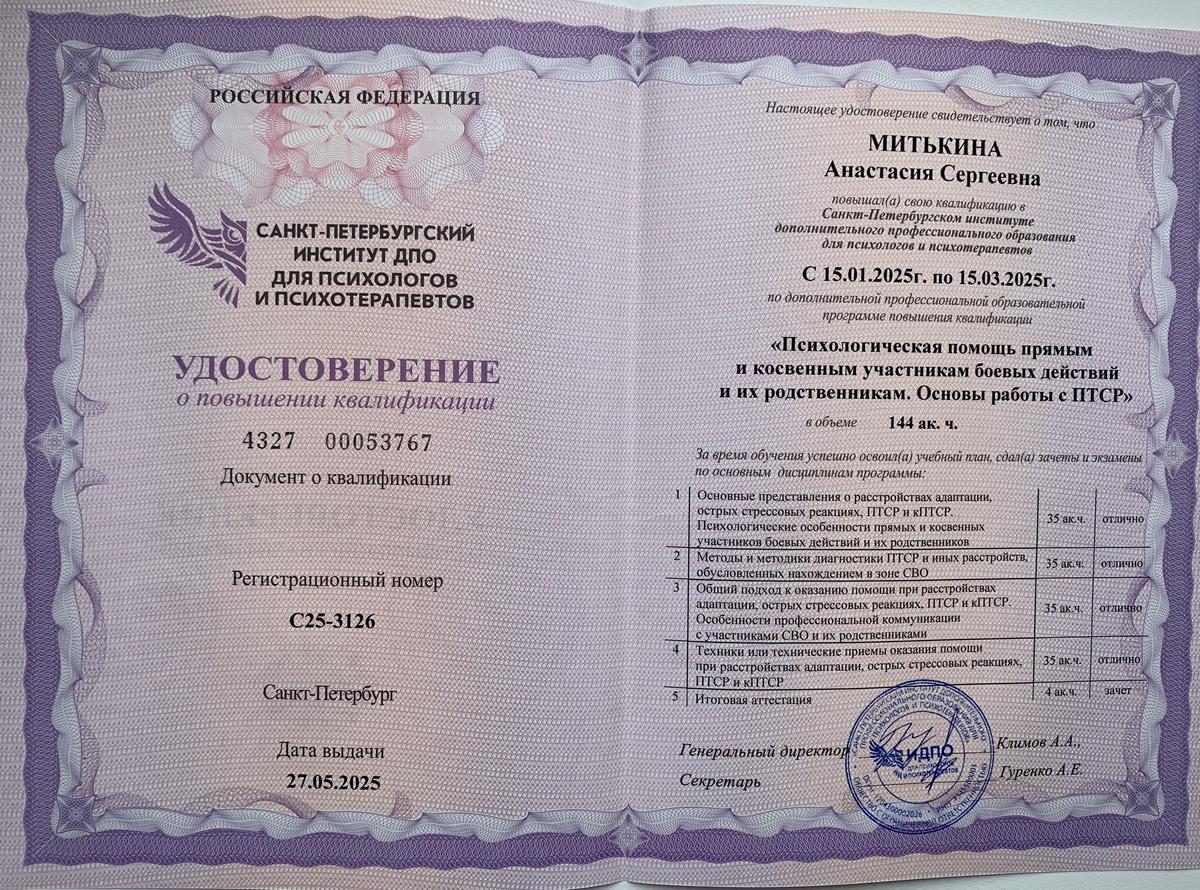 РОССИЙСКАЯ ФЕДЕРАЦИЯ
САНКТ-ПЕТЕРБУРГСКИЙ
ИНСТИТУТ ДПО
ДЛЯ ПСИХОЛОГОВ
И ПСИХОТЕРАПЕВТОВ
УДОСТОВЕРЕНИЕ
о повышении квалификации
4327 00053767
Документ о квалификации
Регистрационный номер
С25-3126
Санкт-Петербург
Дата выдачи
27.05.2025
Настоящее удостоверение свидетельствует о том, что
МИТЬКИНА
Анастасия Сергеевна
повышал(а) свою квалификацию в
Санкт-Петербургском институте
дополнительного профессионального образования
для психологов и психотерапевтов
С 15.01.2025г. по 15.03.2025г.
по дополнительной профессиональной образовательной
программе повышения квалификации
«Психологическая помощь прямым
и косвенным участникам боевых действий
и их родственникам. Основы работы с ПТСР»
в объеме 144 ак. ч.
За время обучения успешно освоил(а) учебный план, сдал(а) зачеты и экзамены
по основным дисциплинам программы:
1 Основные представления о расстройствах адаптации,
острых стрессовых реакциях, ПТСР и кПТСР.
Психологические особенности прямых и косвенных
участников боевых действий и их родственников
35 ак.ч. отлично
2 Методы и методики диагностики ПТСР и иных расстройств,
обусловленных нахождением в зоне СВО
35 ак.ч. отлично
3 Общий подход к оказанию помощи при расстройствах
адаптации, острых стрессовых реакциях, ПТСР и кПТСР.
Особенности профессиональной коммуникации
с участниками СВО и их родственниками
35 ак.ч. отлично
4 Техники или технические приемы оказания помощи
при расстройствах адаптации, острых стрессовых реакциях,
ПТСР и кПТСР
35 ак.ч. отлично
5 Итоговая аттестация 4 ак.ч. зачет
Генеральный директор Климов А.А.,
Секретарь Гуренко А.Е.
ИДПО
ДЛЯ ПСИХОЛОГОВ
И ПСИХОТЕРАПЕВТОВ